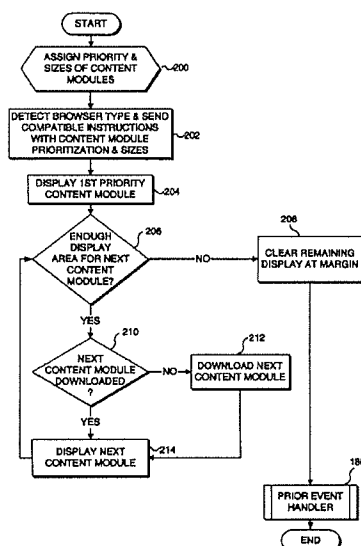 START
ASSIGN PRIORITY &
SIZES OF CONTENT
MODULES
200
DETECT BROWSER TYPE & SEND
COMPATIBLE INSTRUCTIONS
WITH CONTENT MODULE
PRIORITIZATION & SIZES
202
DISPLAY 1ST PRIORITY
CONTENT MODULE
204
206
ENOUGH
DISPLAY
AREA FOR NEXT
CONTENT
MODULE?
NO
208
CLEAR REMAINING
DISPLAY AT MARGIN
YES
210
NEXT
CONTENT MODULE
DOWNLOADED
?
NO
212
DOWNLOAD NEXT
CONTENT MODULE
YES
DISPLAY NEXT
CONTENT MODULE
214
PRIOR EVENT
HANDLER
END